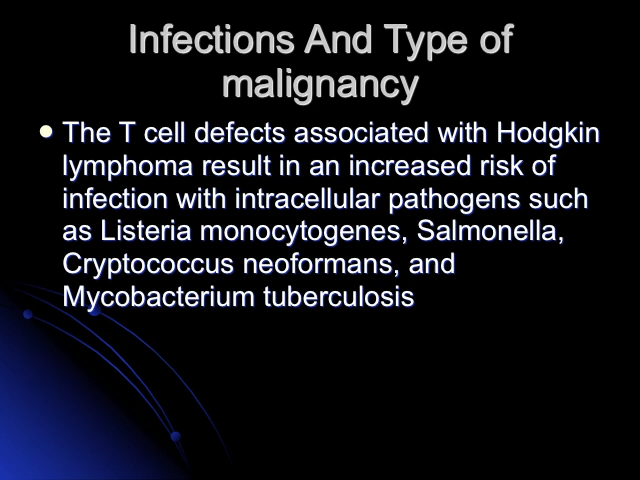 Infections And Type of
malignancy
The T cell defects associated with Hodgkin
lymphoma result in an increased risk of
infection with intracellular pathogens such
as Listeria monocytogenes, Salmonella,
Cryptococcus neoformans, and
Mycobacterium tuberculosis